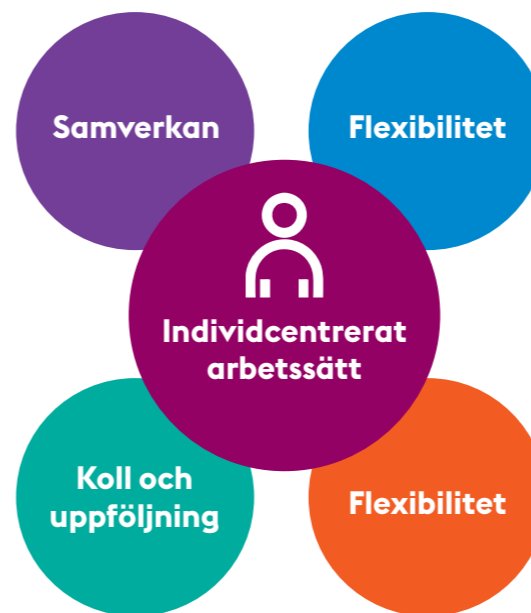 Samverkan
Flexibilitet
Individcentrerat
arbetssätt
Koll och
uppföljning
Flexibilitet